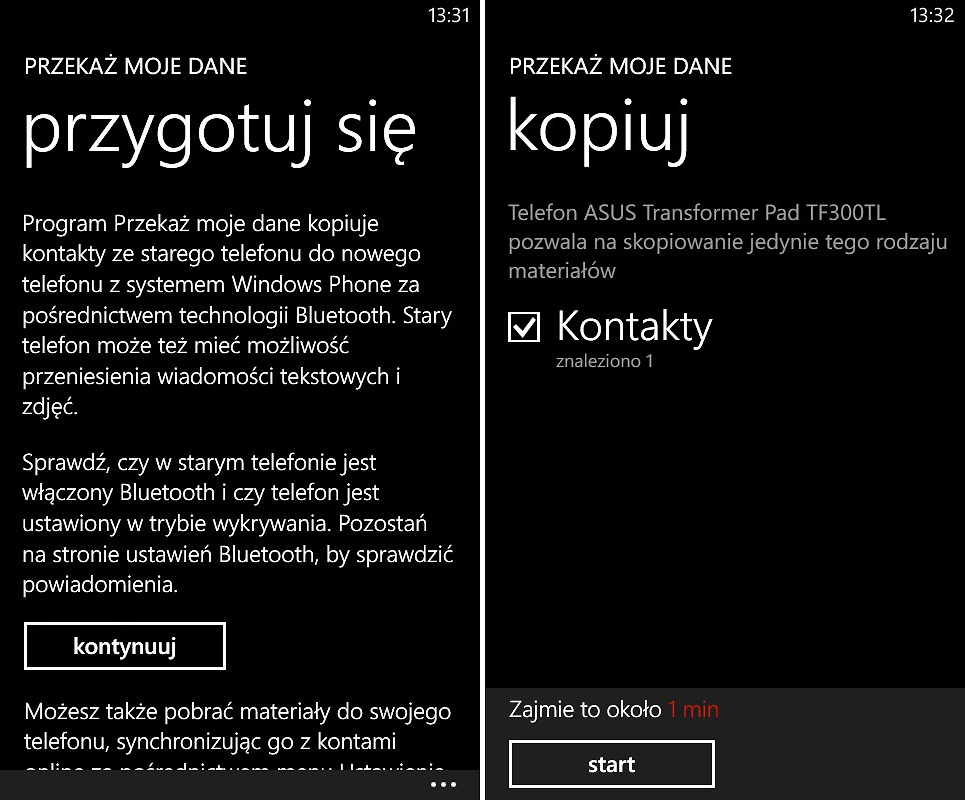 13:31
PRZEKAŻ MOJE DANE
przygotuj się
Program Przekaż moje dane kopiuje
kontakty ze starego telefonu do nowego
telefonu z systemem Windows Phone za
pośrednictwem technologii Bluetooth. Stary
telefon może też mieć możliwość
przeniesienia wiadomości tekstowych i
zdjęć.
Sprawdź, czy w starym telefonie jest
włączony Bluetooth i czy telefon jest
ustawiony w trybie wykrywania. Pozostań
na stronie ustawień Bluetooth, by sprawdzić
powiadomienia.
kontynuuj
Możesz także pobrać materiały do swojego
telefonu, synchronizując go z kontami
online za pośrednictwem menu Ustawienia
13:32
PRZEKAŻ MOJE DANE
kopiuj
Telefon ASUS Transformer Pad TF300TL
pozwala na skopiowanie jedynie tego rodzaju
materiałów
Kontakty
znaleziono 1
Zajmie to około 1 min
start